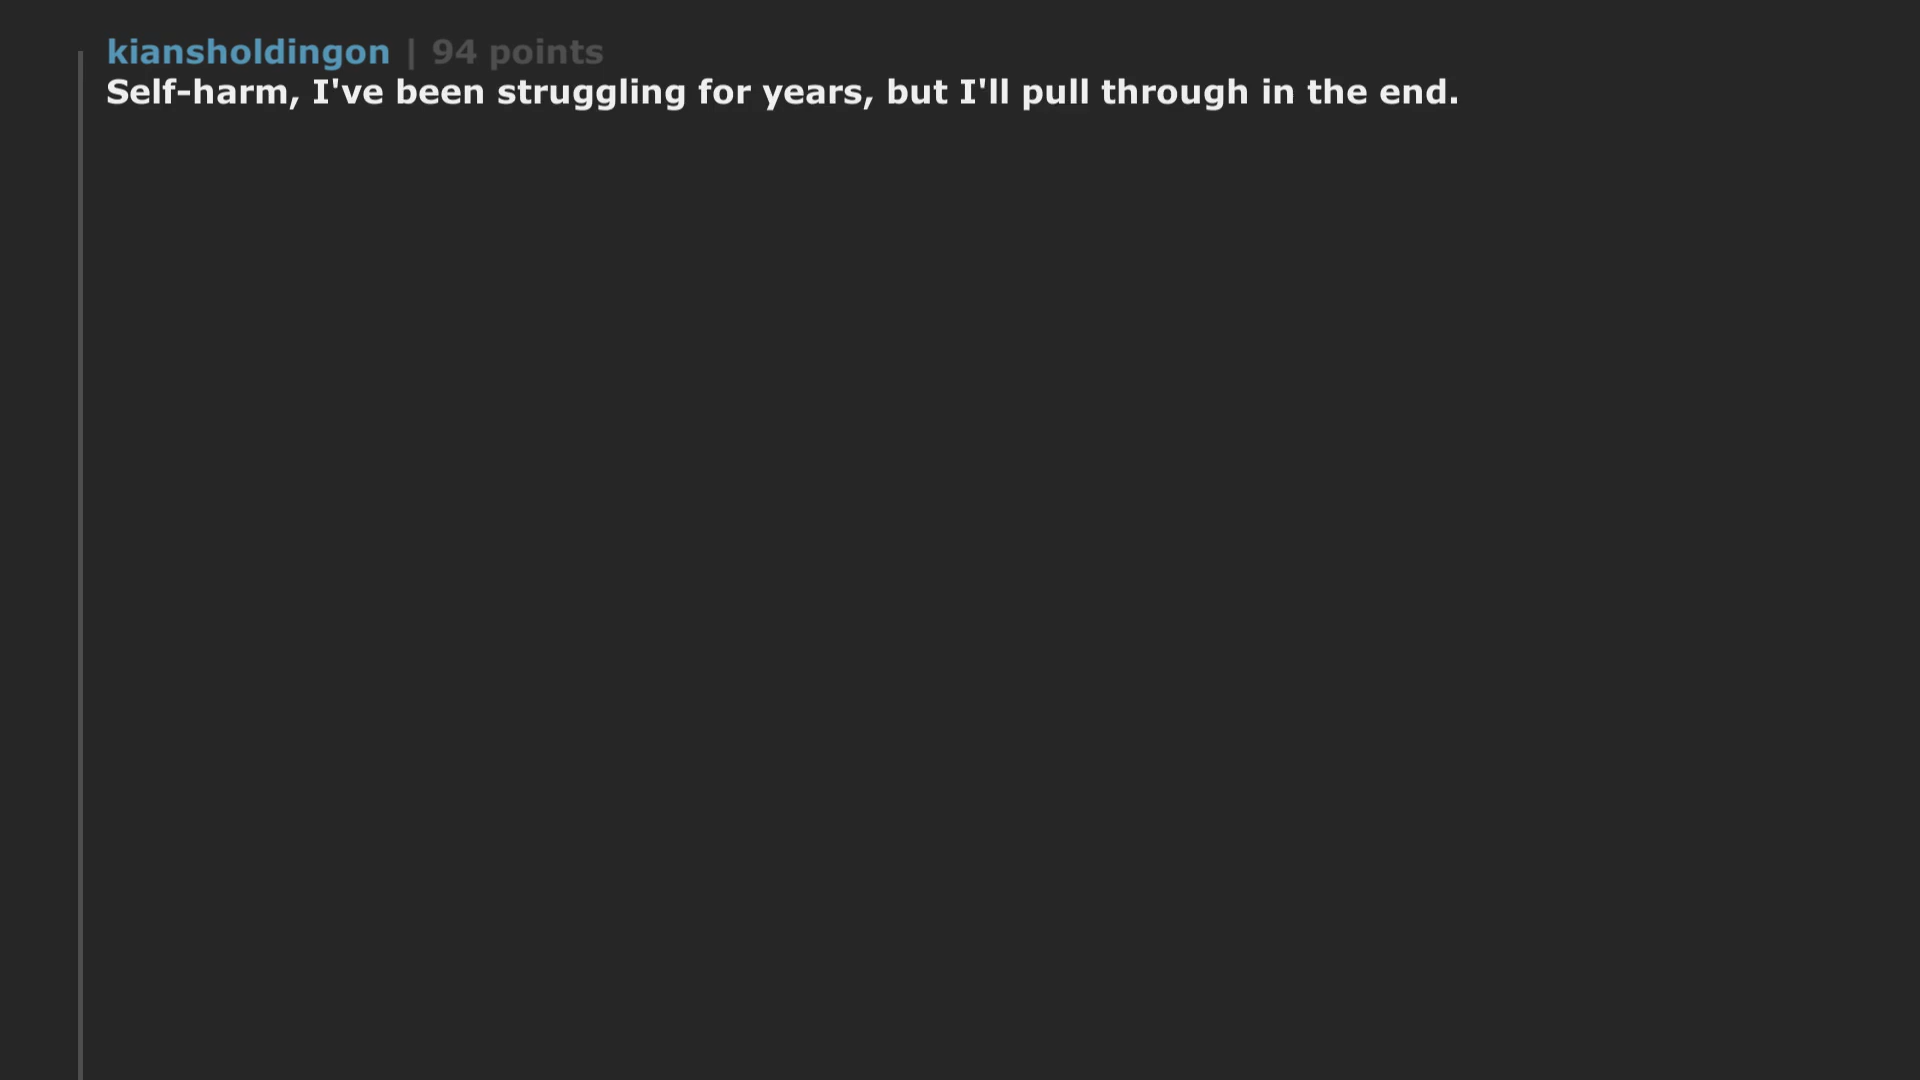 kiansholdingon | 94 points
Self-harm, I've been struggling for years, but I'll pull through in the end.